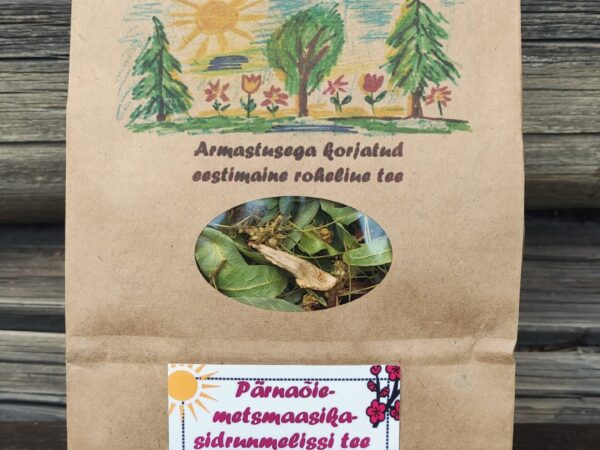 Armastusega korjatud
eestimaine roheline tee
Pärnaõie-
metsmaasika-
sidrunmelissi tee